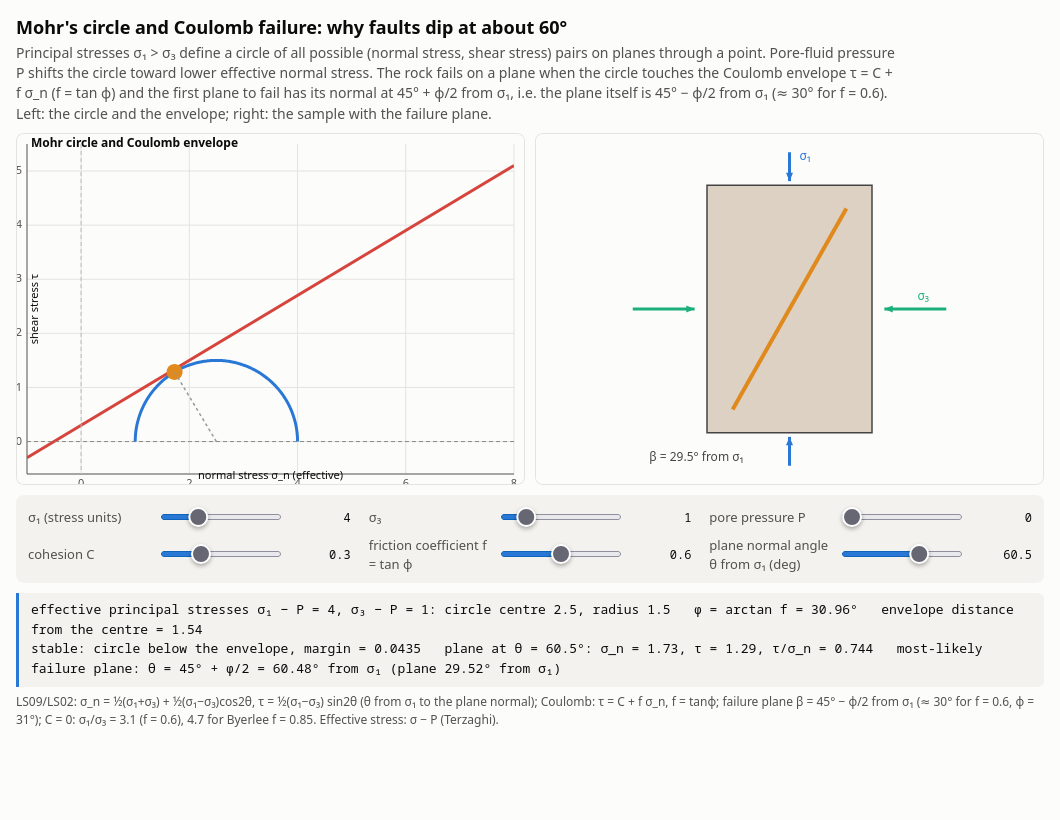 Mohr's circle and Coulomb failure: why faults dip at about 60°
Principal stresses σ₁ > σ₃ define a circle of all possible (normal stress, shear stress) pairs on planes through a point. Pore-fluid pressure
P shifts the circle toward lower effective normal stress. The rock fails on a plane when the circle touches the Coulomb envelope τ = C +
f σ_n (f = tan ϕ) and the first plane to fail has its normal at 45° + ϕ/2 from σ₁, i.e. the plane itself is 45° − ϕ/2 from σ₁ (≈ 30° for f = 0.6).
Left: the circle and the envelope; right: the sample with the failure plane.
Mohr circle and Coulomb envelope
5
4
3
2
1
0
shear stress τ
normal stress σ_n (effective)
0 2 4 6 8
σ₁
σ₃
β = 29.5° from σ₁
σ₁ (stress units) 4
σ₃ 1
pore pressure P 0
cohesion C 0.3
friction coefficient f
= tan ϕ 0.6
plane normal angle
θ from σ₁ (deg) 60.5
effective principal stresses σ₁ − P = 4, σ₃ − P = 1: circle centre 2.5, radius 1.5 φ = arctan f = 30.96° envelope distance
from the centre = 1.54
stable: circle below the envelope, margin = 0.0435 plane at θ = 60.5°: σ_n = 1.73, τ = 1.29, τ/σ_n = 0.744 most-likely
failure plane: θ = 45° + φ/2 = 60.48° from σ₁ (plane 29.52° from σ₁)
LS09/LS02: σ_n = ½(σ₁+σ₃) + ½(σ₁−σ₃)cos2θ, τ = ½(σ₁−σ₃) sin2θ (θ from σ₁ to the plane normal); Coulomb: τ = C + f σ_n, f = tanϕ; failure plane β = 45° − ϕ/2 from σ₁ (≈ 30° for f = 0.6, ϕ =
31°); C = 0: σ₁/σ₃ = 3.1 (f = 0.6), 4.7 for Byerlee f = 0.85. Effective stress: σ − P (Terzaghi).